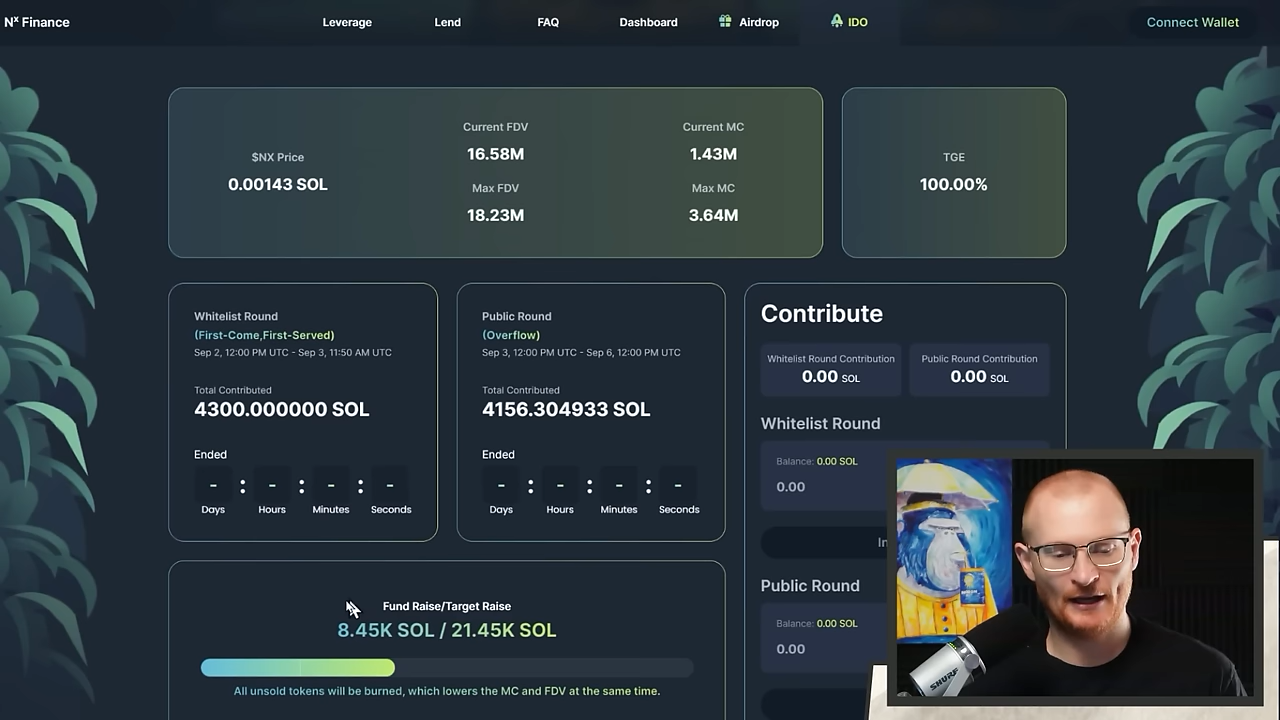 Nˣ Finance
Leverage
Lend
FAQ
Dashboard
Airdrop
IDO
Connect Wallet
$NX Price
0.00143 SOL
Current FDV
16.58M
Max FDV
18.23M
Current MC
1.43M
Max MC
3.64M
TGE
100.00%
Whitelist Round
(First-Come,First-Served)
Sep 2, 12:00 PM UTC - Sep 3, 11:50 AM UTC
Total Contributed
4300.000000 SOL
Ended
- : - : - : -
Days Hours Minutes Seconds
Public Round
(Overflow)
Sep 3, 12:00 PM UTC - Sep 6, 12:00 PM UTC
Total Contributed
4156.304933 SOL
Ended
- : - : - : -
Days Hours Minutes Seconds
Contribute
Whitelist Round Contribution
0.00 SOL
Public Round Contribution
0.00 SOL
Whitelist Round
Balance: 0.00 SOL
0.00
Public Round
Balance: 0.00 SOL
0.00
Fund Raise/Target Raise
8.45K SOL / 21.45K SOL
All unsold tokens will be burned, which lowers the MC and FDV at the same time.
SHURE